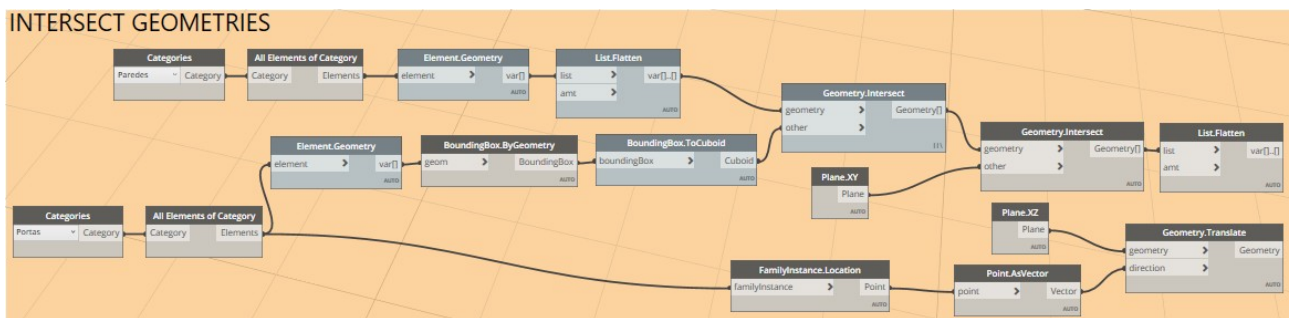 INTERSECT GEOMETRIES
Categories
Paredes Category
All Elements of Category
Category Elements
Element.Geometry
element > var[]
AUTO
List.Flatten
list > var[]..[]
amt >
AUTO
Geometry.Intersect
geometry > Geometry[]
other >
Element.Geometry
element > var[]
AUTO
BoundingBox.ByGeometry
geom > BoundingBox
AUTO
BoundingBox.ToCuboid
boundingBox > Cuboid
AUTO
Plane.XY
Plane
AUTO
Geometry.Intersect
geometry > Geometry[]
other >
AUTO
List.Flatten
list > var[]..[]
amt >
AUTO
Categories
Portas Category
All Elements of Category
Category Elements
FamilyInstance.Location
familyInstance > Point
AUTO
Point.AsVector
point > Vector
AUTO
Plane.XZ
Plane
AUTO
Geometry.Translate
geometry > Geometry
direction >
AUTO